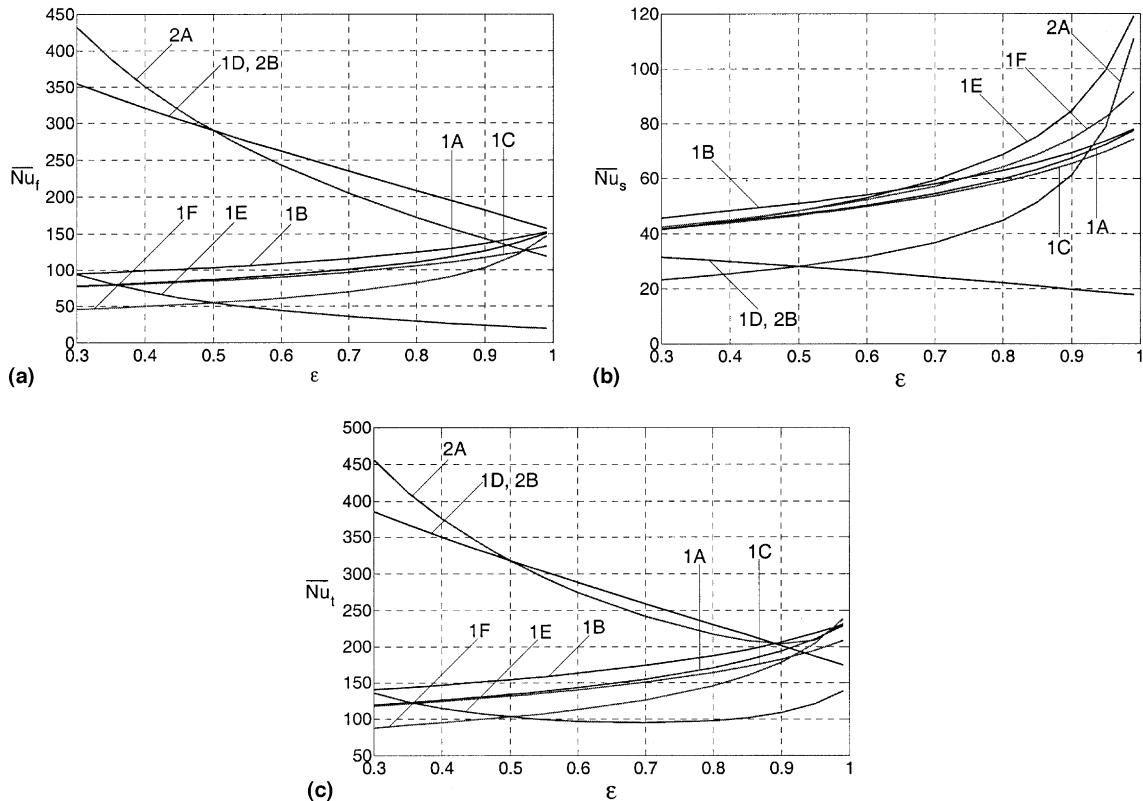 450
400
350
300
250
200
150
100
50
0
0.3 0.4 0.5 0.6 0.7 0.8 0.9 1
Nu_f
ε
2A
1D, 2B
1A
1C
1F
1E
1B
(a)
120
100
80
60
40
20
0
0.3 0.4 0.5 0.6 0.7 0.8 0.9 1
Nu_s
ε
2A
1F
1E
1B
1A
1C
1D, 2B
(b)
500
450
400
350
300
250
200
150
100
50
0.3 0.4 0.5 0.6 0.7 0.8 0.9 1
Nu_t
ε
2A
1D, 2B
1A
1C
1F
1E
1B
(c)